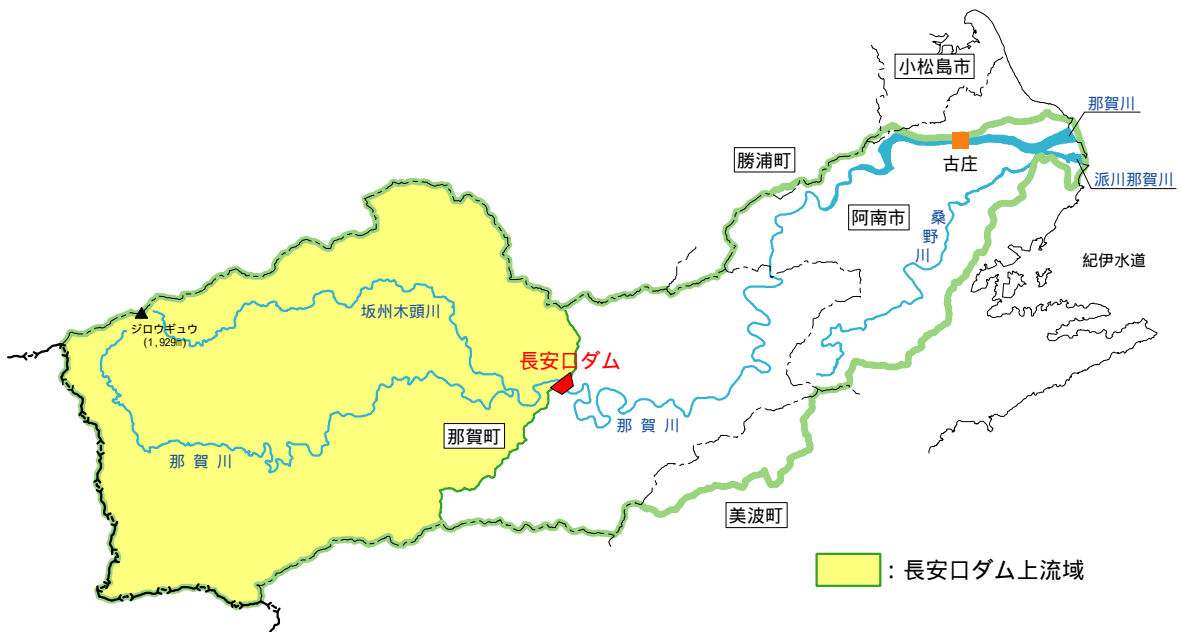 小松島市
那賀川
勝浦町
古庄
派川那賀川
阿南市
桑野川
紀伊水道
坂州木頭川
ジロウギュウ
(1,929m)
長安口ダム
那賀川
那賀町
那賀川
美波町
：長安口ダム上流域